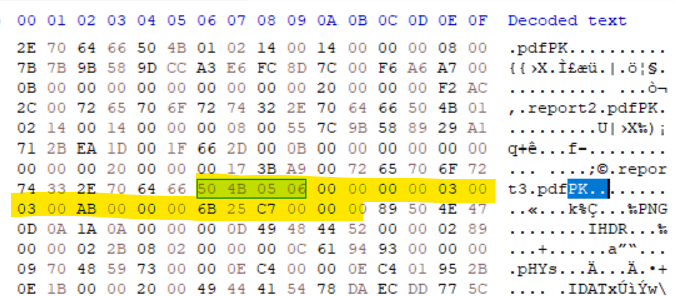 00 01 02 03 04 05 06 07 08 09 0A 0B 0C 0D 0E 0F Decoded text
2E 70 64 66 50 4B 01 02 14 00 14 00 00 00 08 00 .pdfPK..........
7B 7B 9B 58 9D CC A3 E6 FC 8D 7C 00 F6 A6 A7 00 {{›X.Ì£æü.|.ö¦§.
0B 00 00 00 00 00 00 00 00 00 20 00 00 00 F2 AC .......... ...ò¬
2C 00 72 65 70 6F 72 74 32 2E 70 64 66 50 4B 01 ,.report2.pdfPK.
02 14 00 14 00 00 00 08 00 55 7C 9B 58 89 29 A1 .........U|›X‰)¡
71 2B EA 1D 00 1F 66 2D 00 0B 00 00 00 00 00 00 q+ê...f-........
00 00 00 20 00 00 00 17 3B A9 00 72 65 70 6F 72 ... ....;©.repor
74 33 2E 70 64 66 50 4B 05 06 00 00 00 00 03 00 t3.pdfPK........
03 00 AB 00 00 00 6B 25 C7 00 00 00 89 50 4E 47 ..«...k%Ç...‰PNG
0D 0A 1A 0A 00 00 00 0D 49 48 44 52 00 00 02 89 ........IHDR...‰
00 00 02 2B 08 02 00 00 00 0C 61 94 93 00 00 00 ...+......a”“...
09 70 48 59 73 00 00 0E C4 00 00 0E C4 01 95 2B .pHYs...Ä...Ä.•+
0E 1B 00 00 20 00 49 44 41 54 78 DA EC DD 77 5C .... .IDATxÚìÝw\